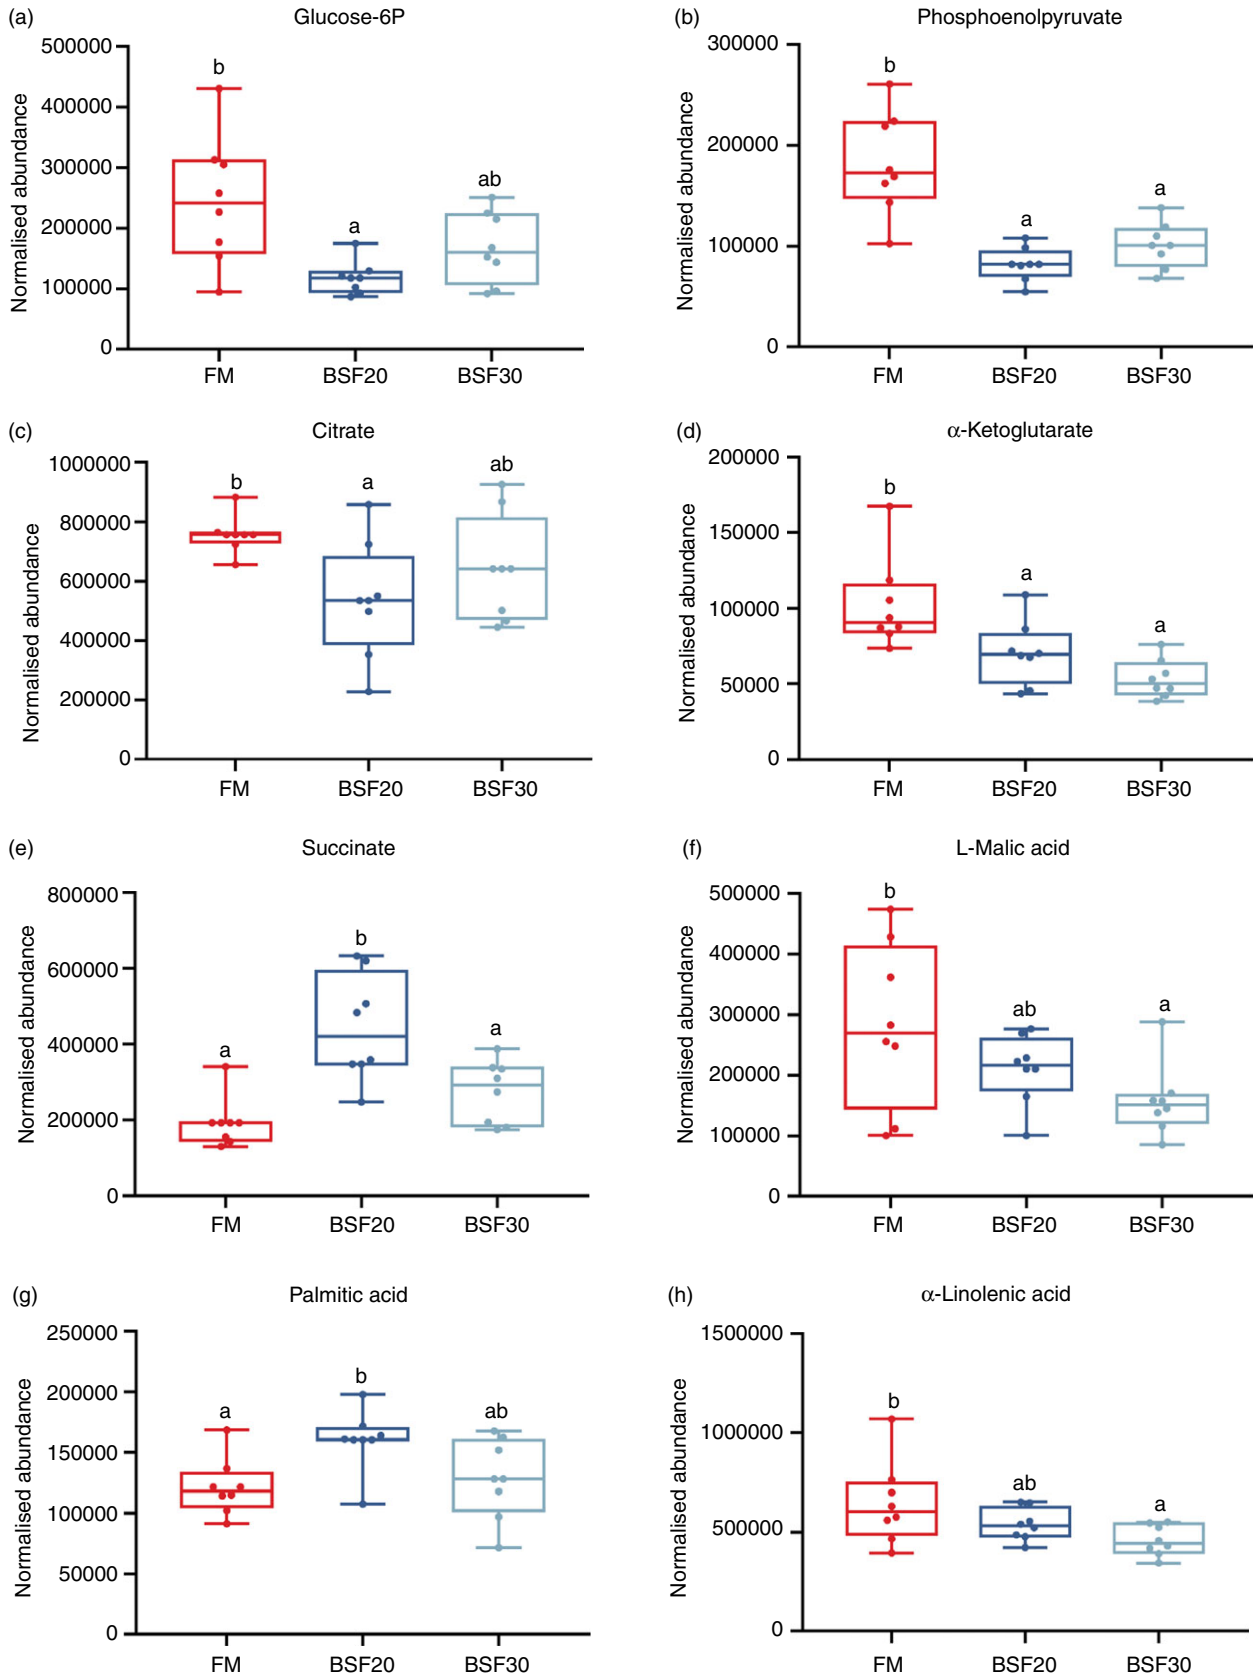 (a) Glucose-6P
500000
400000
300000
200000
100000
0
Normalised abundance
b
a
ab
FM BSF20 BSF30
(b) Phosphoenolpyruvate
300000
200000
100000
0
Normalised abundance
b
a
a
FM BSF20 BSF30
(c) Citrate
1000000
800000
600000
400000
200000
0
Normalised abundance
b
a
ab
FM BSF20 BSF30
(d) α-Ketoglutarate
200000
150000
100000
50000
0
Normalised abundance
b
a
a
FM BSF20 BSF30
(e) Succinate
800000
600000
400000
200000
0
Normalised abundance
a
b
a
FM BSF20 BSF30
(f) L-Malic acid
500000
400000
300000
200000
100000
0
Normalised abundance
b
ab
a
FM BSF20 BSF30
(g) Palmitic acid
250000
200000
150000
100000
50000
0
Normalised abundance
a
b
ab
FM BSF20 BSF30
(h) α-Linolenic acid
1500000
1000000
500000
0
Normalised abundance
b
ab
a
FM BSF20 BSF30